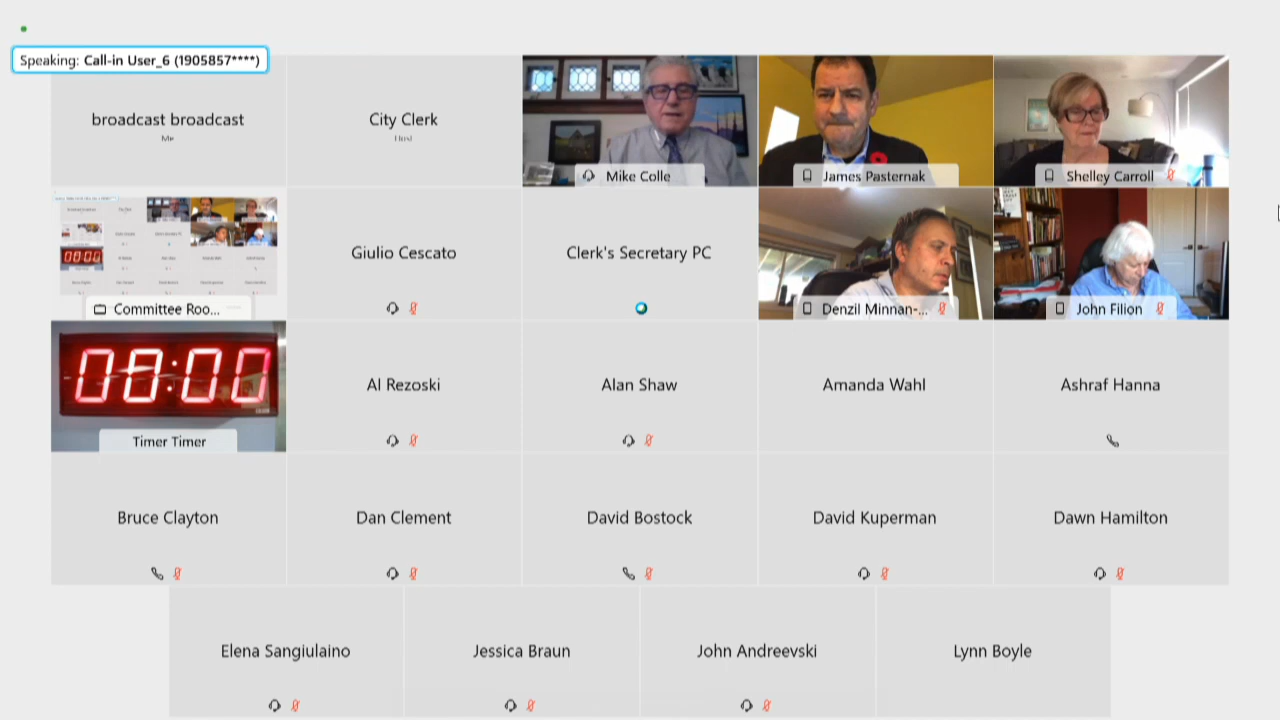 Speaking: Call-in User_6 (1905857****)
broadcast broadcast
Me
City Clerk
Host
Mike Colle
James Pasternak
Shelley Carroll
Committee Roo...
Giulio Cescato
Clerk's Secretary PC
Denzil Minnan-...
John Filion
08:00
Timer Timer
Al Rezoski
Alan Shaw
Amanda Wahl
Ashraf Hanna
Bruce Clayton
Dan Clement
David Bostock
David Kuperman
Dawn Hamilton
Elena Sangiulaino
Jessica Braun
John Andreevski
Lynn Boyle